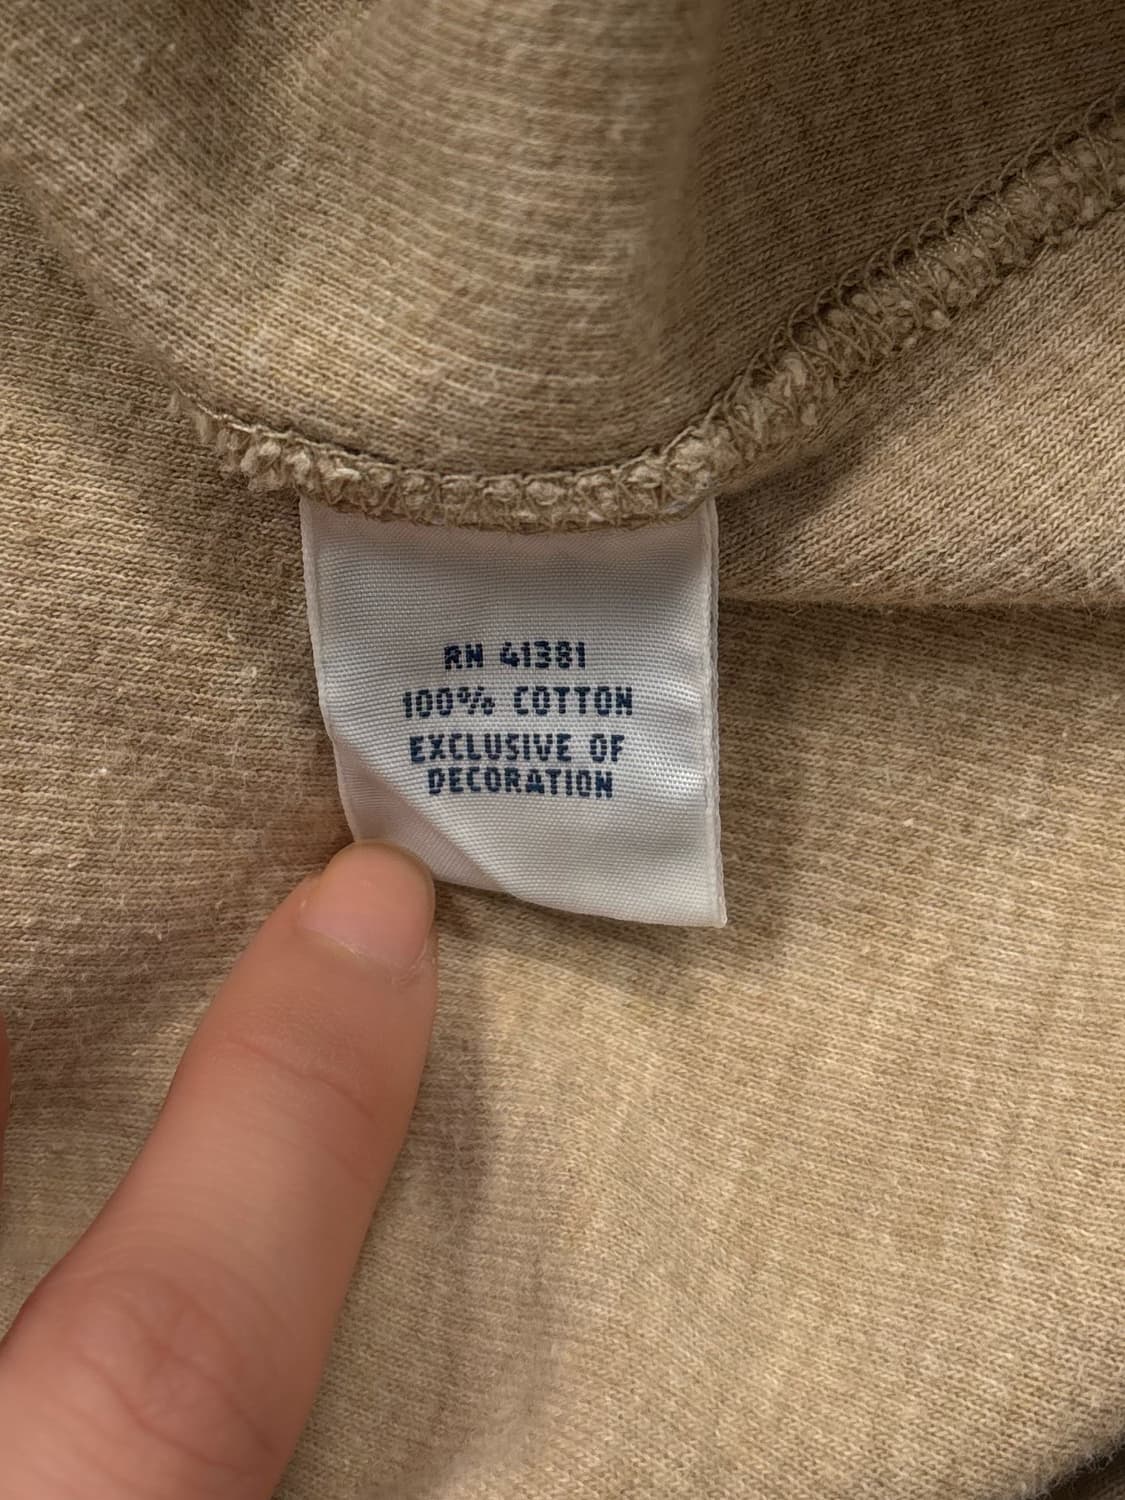 RN 41381
100% COTTON
EXCLUSIVE OF
DECORATION